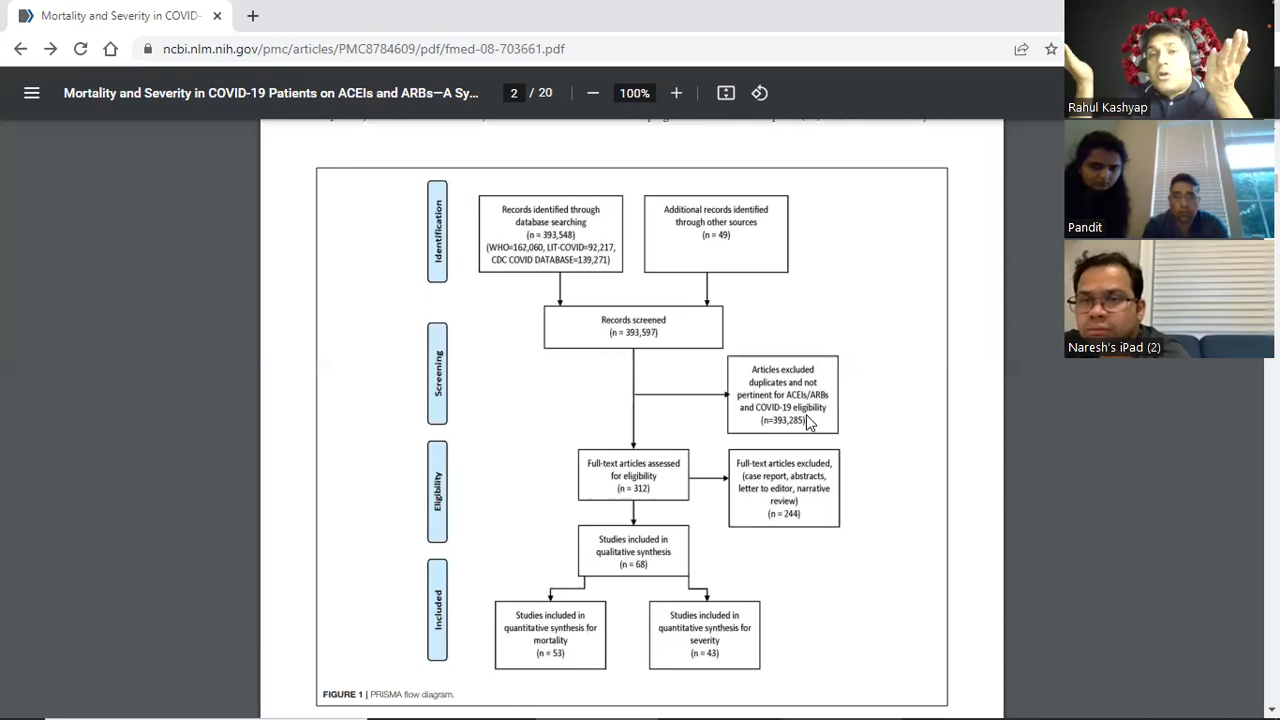 Mortality and Severity in COVID-
ncbi.nlm.nih.gov/pmc/articles/PMC8784609/pdf/fmed-08-703661.pdf
Mortality and Severity in COVID-19 Patients on ACEIs and ARBs—A Sy...
2 / 20
100%
Rahul Kashyap
Pandit
Naresh's iPad (2)
Identification
Records identified through
database searching
(n = 393,548)
(WHO=162,060, LIT-COVID=92,217,
CDC COVID DATABASE=139,271)
Additional records identified
through other sources
(n = 49)
Screening
Records screened
(n = 393,597)
Articles excluded
duplicates and not
pertinent for ACEIs/ARBs
and COVID-19 eligibility
(n=393,285)
Eligibility
Full-text articles assessed
for eligibility
(n = 312)
Full-text articles excluded,
(case report, abstracts,
letter to editor, narrative
review)
(n = 244)
Studies included in
qualitative synthesis
(n = 68)
Included
Studies included in
quantitative synthesis for
mortality
(n = 53)
Studies included in
quantitative synthesis for
severity
(n = 43)
FIGURE 1 | PRISMA flow diagram.